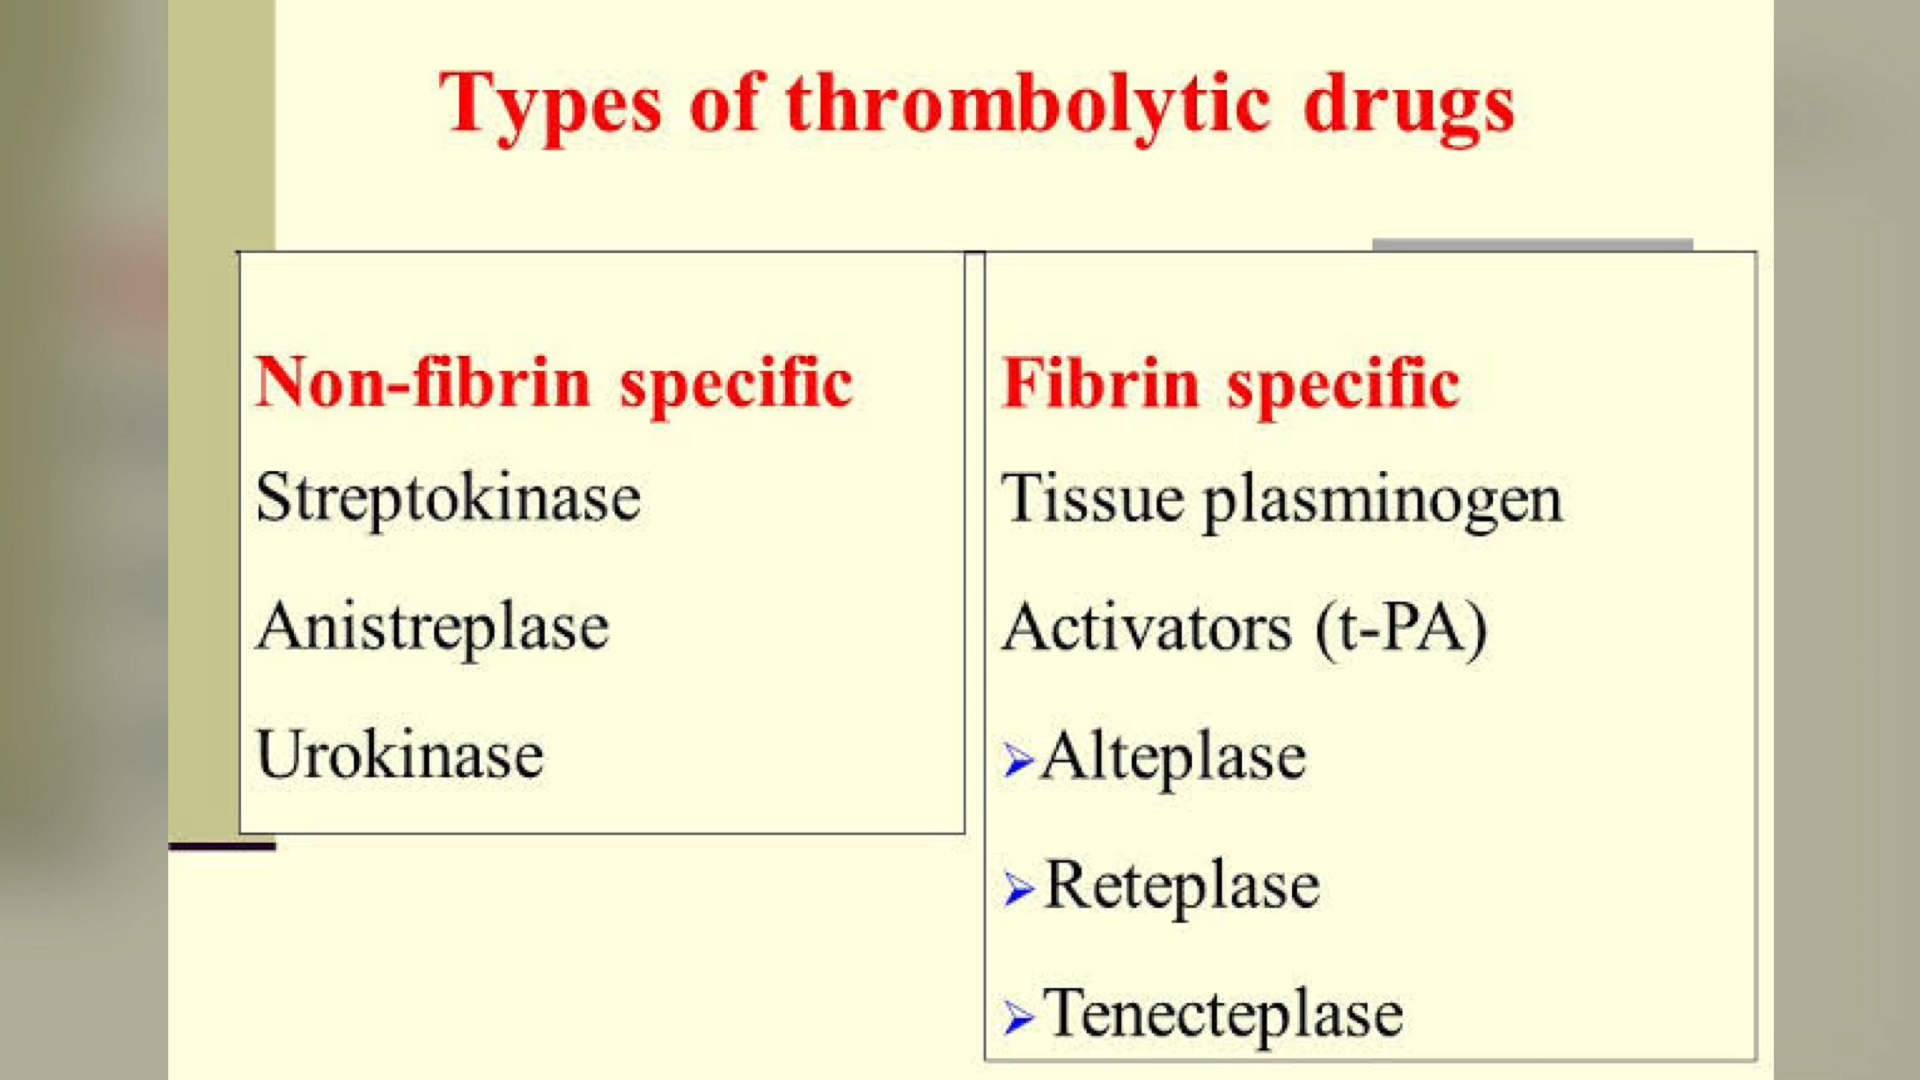 Types of thrombolytic drugs
Non-fibrin specific
Streptokinase
Anistreplase
Urokinase
Fibrin specific
Tissue plasminogen
Activators (t-PA)
➢Alteplase
➢Reteplase
➢Tenecteplase